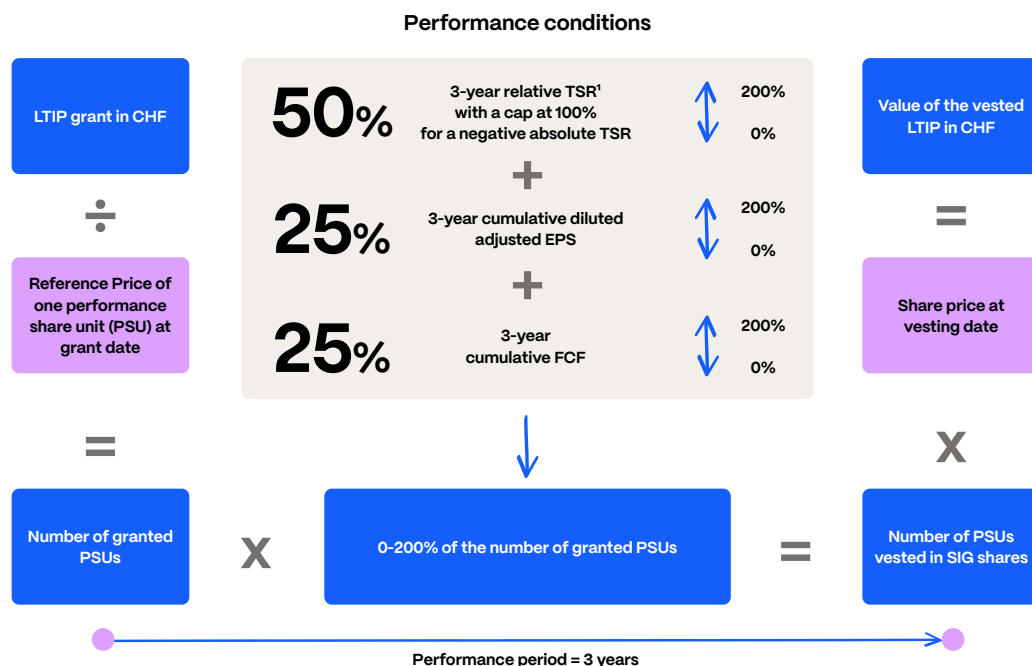 Performance conditions
LTIP grant in CHF
÷
Reference Price of
one performance
share unit (PSU) at
grant date
=
Number of granted
PSUs
x
50%
3-year relative TSR¹
with a cap at 100%
for a negative absolute TSR
200%
0%
+
25%
3-year cumulative diluted
adjusted EPS
200%
0%
+
25%
3-year
cumulative FCF
200%
0%
0-200% of the number of granted PSUs
=
Value of the vested
LTIP in CHF
=
Share price at
vesting date
x
Number of PSUs
vested in SIG shares
Performance period = 3 years